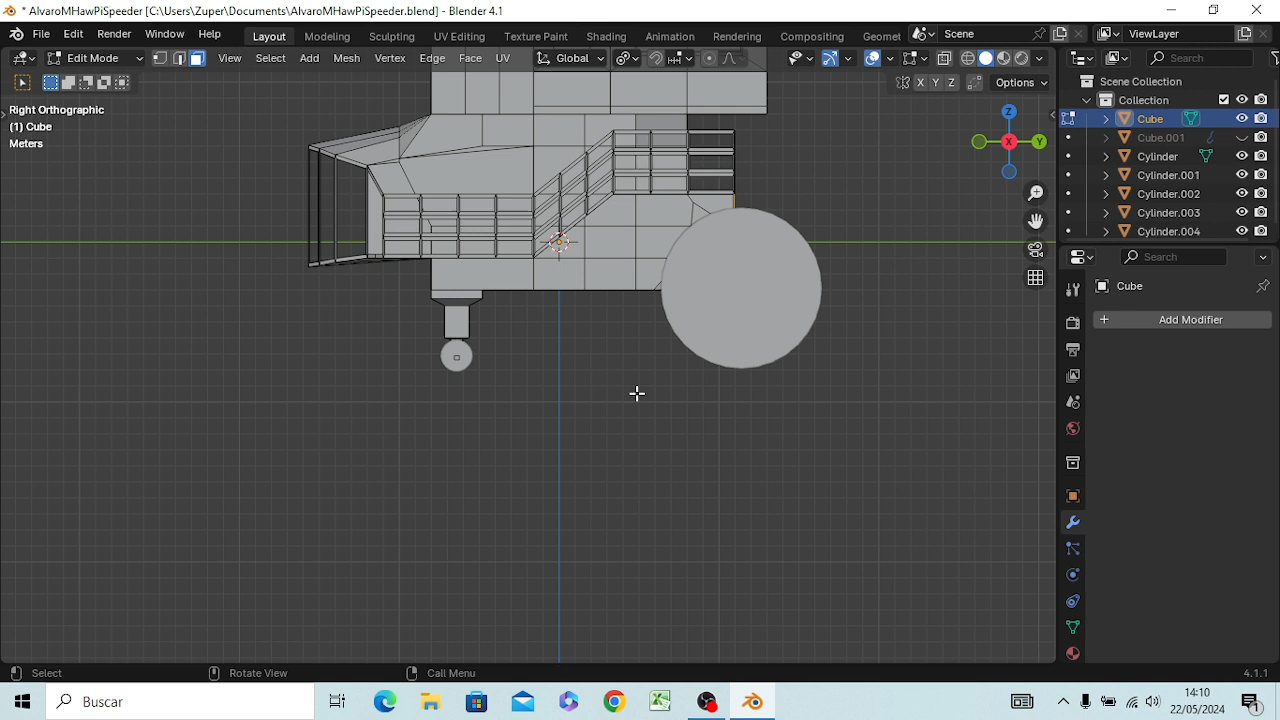 * AlvaroMHawPiSpeeder [C:\Users\Zuper\Documents\AlvaroMHawPiSpeeder.blend] - Blender 4.1
File Edit Render Window Help Layout Modeling Sculpting UV Editing Texture Paint Shading Animation Rendering Compositing Geomet Scene ViewLayer
Edit Mode View Select Add Mesh Vertex Edge Face UV Global Search
X Y Z Options
Right Orthographic
(1) Cube
Meters
Z
X
Y
Scene Collection
Collection
Cube
Cube.001
Cylinder
Cylinder.001
Cylinder.002
Cylinder.003
Cylinder.004
Search
Cube
Add Modifier
Select Rotate View Call Menu 4.1.1
Buscar
14:10
22/05/2024
1